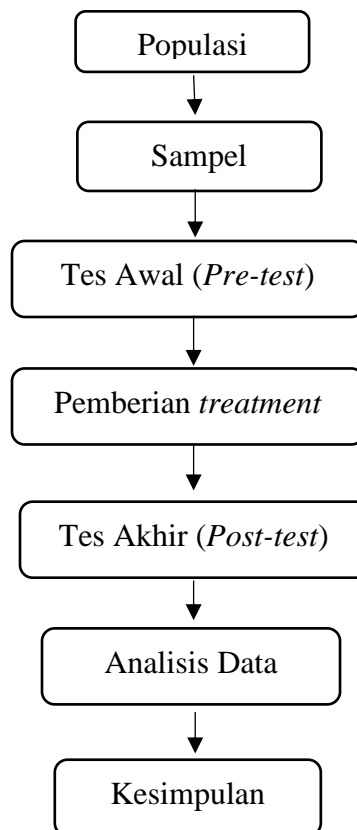 Populasi
Sampel
Tes Awal (Pre-test)
Pemberian treatment
Tes Akhir (Post-test)
Analisis Data
Kesimpulan